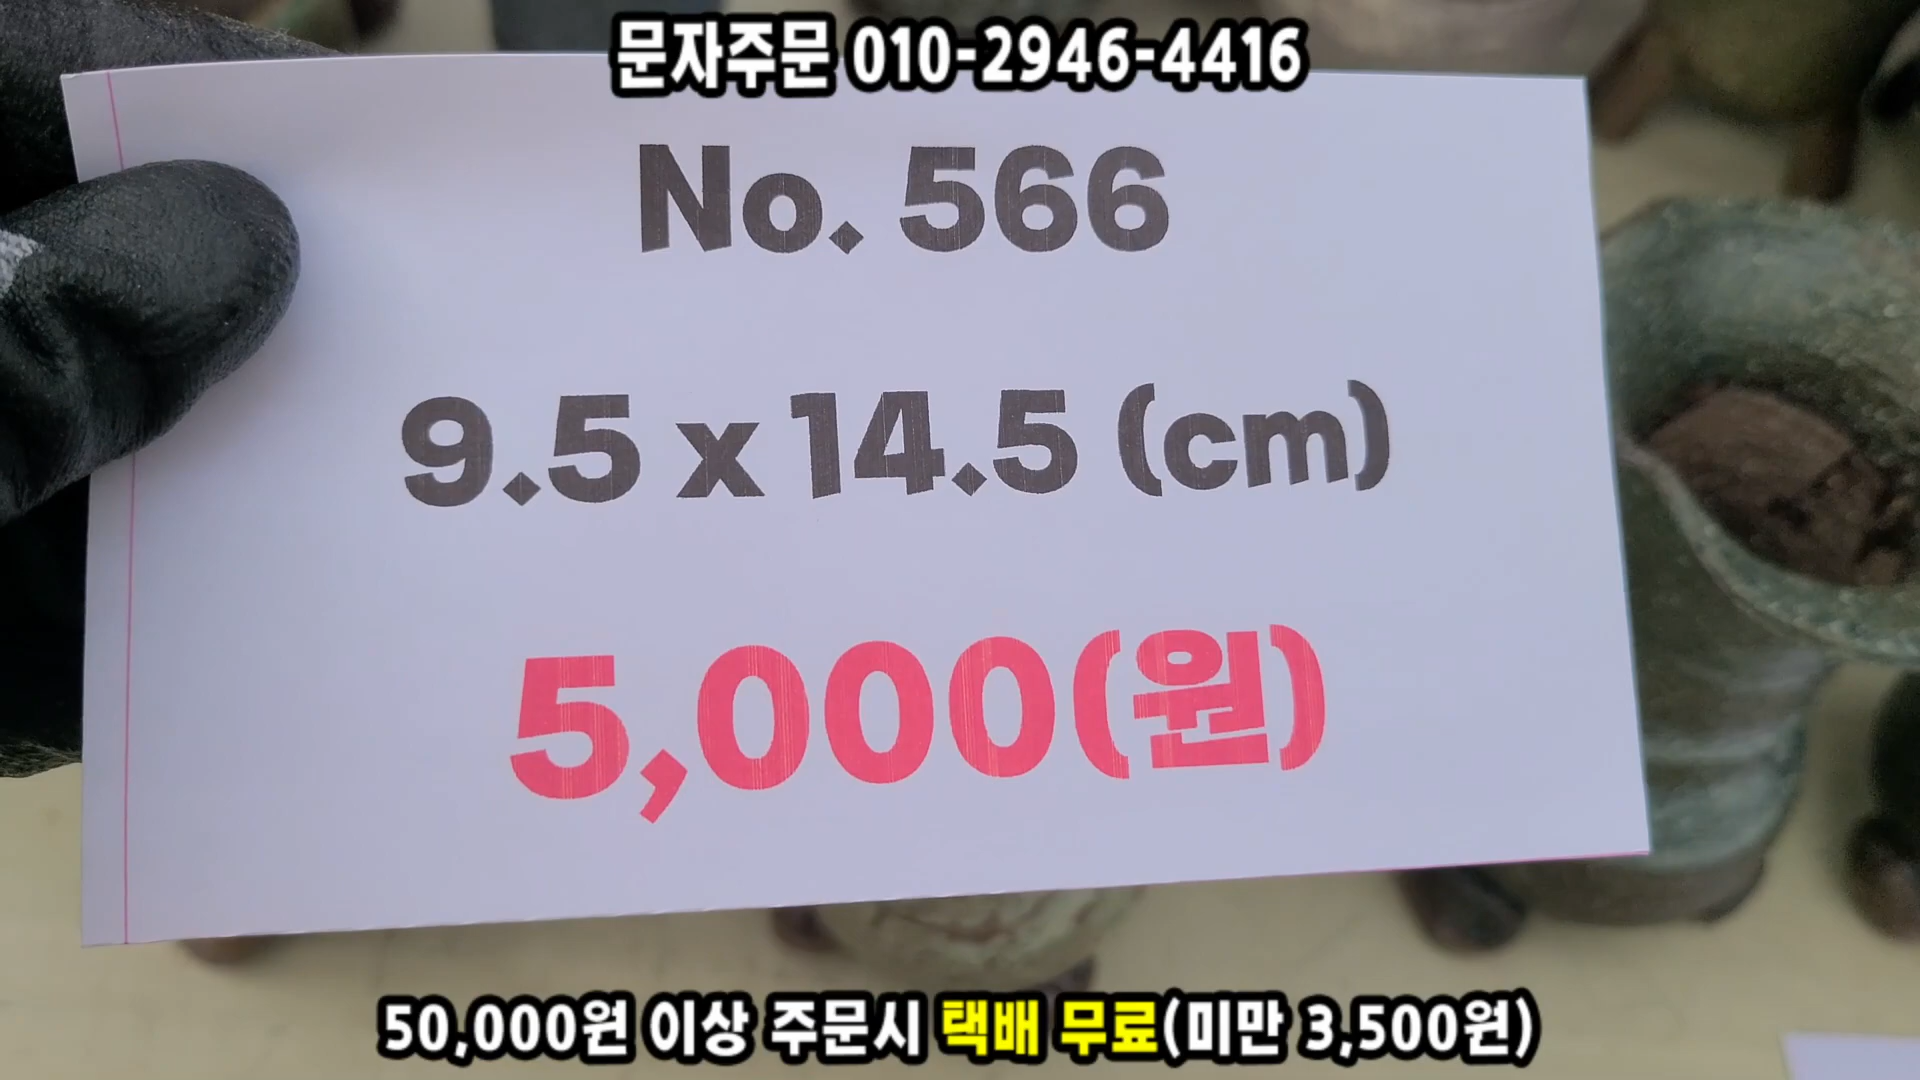 문자주문 010-2946-4416
No. 566
9.5 x 14.5 (cm)
5,000(원)
50,000원 이상 주문시 택배 무료(미만 3,500원)